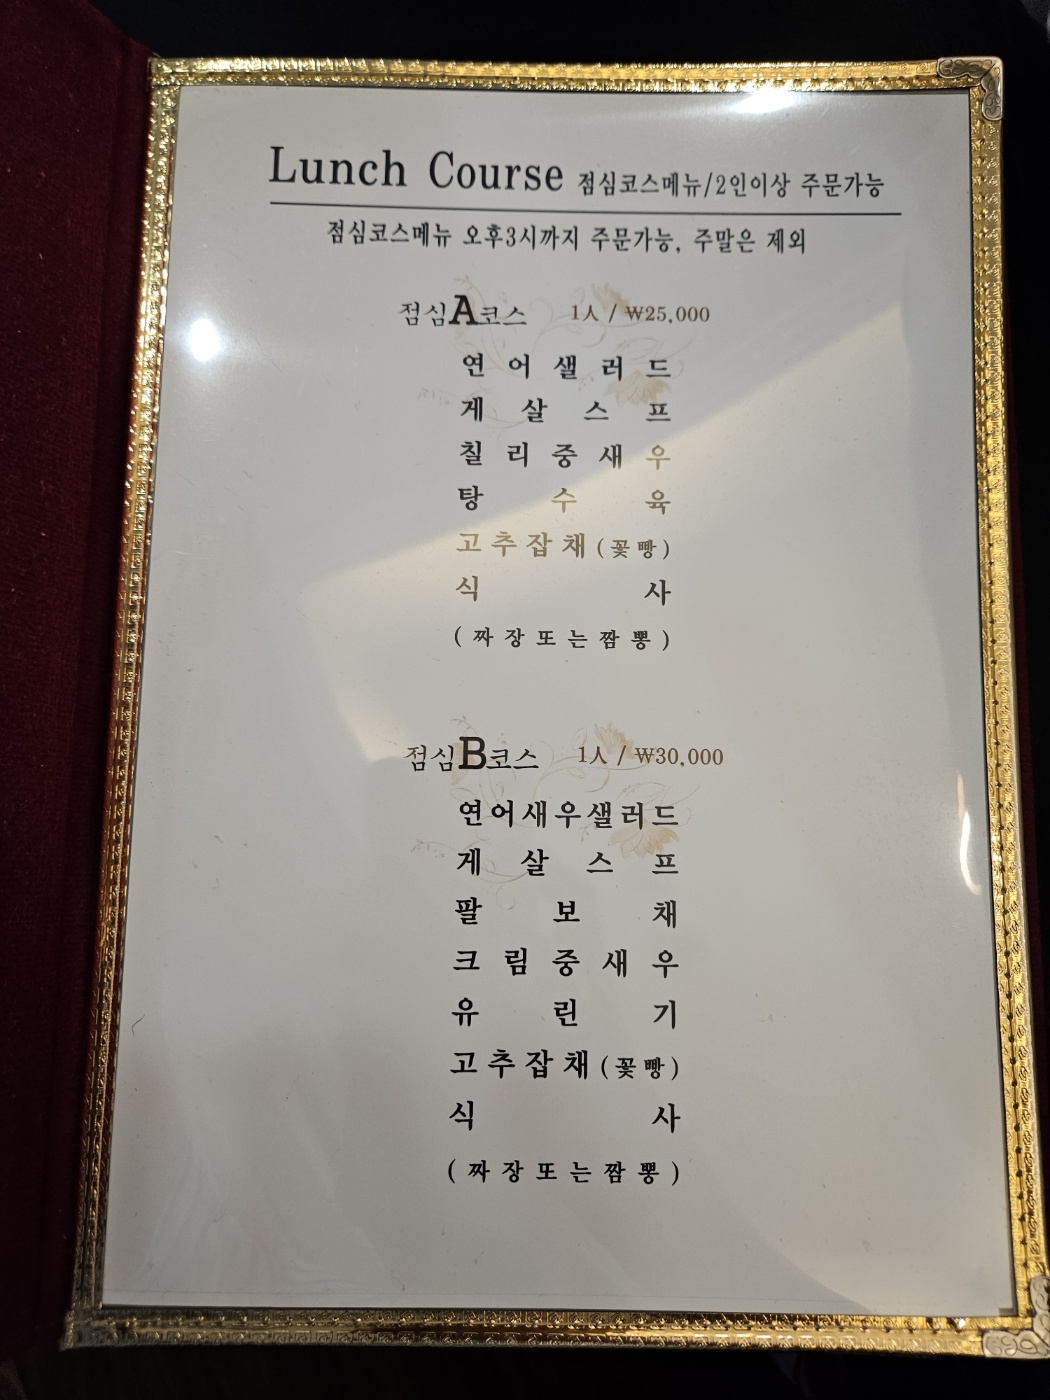 Lunch Course 점심코스메뉴/2인이상 주문가능
점심코스메뉴 오후3시까지 주문가능, 주말은 제외
점심A코스 1人 / ₩25,000
연어샐러드
게살스프
칠리중새우
탕수육
고추잡채(꽃빵)
식사
(짜장또는짬뽕)
점심B코스 1人 / ₩30,000
연어새우샐러드
게살스프
팔보채
크림중새우
유린기
고추잡채(꽃빵)
식사
(짜장또는짬뽕)